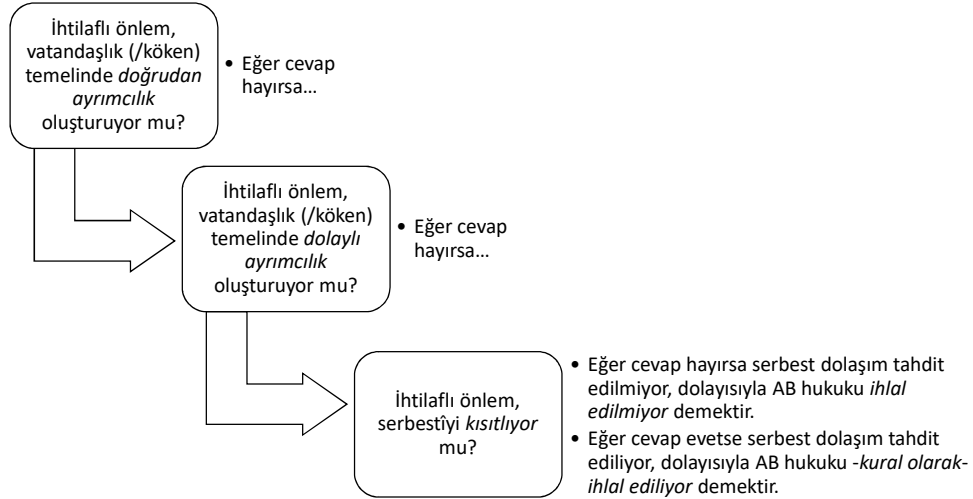 İhtilaflı önlem,
vatandaşlık (/köken)
temelinde doğrudan
ayrımcılık
oluşturuyor mu?
• Eğer cevap
hayırsa…
İhtilaflı önlem,
vatandaşlık (/köken)
temelinde dolaylı
ayrımcılık
oluşturuyor mu?
• Eğer cevap
hayırsa…
İhtilaflı önlem,
serbestîyi kısıtlıyor
mu?
• Eğer cevap hayırsa serbest dolaşım tahdit
edilmiyor, dolayısıyla AB hukuku ihlal
edilmiyor demektir.
• Eğer cevap evetse serbest dolaşım tahdit
ediliyor, dolayısıyla AB hukuku -kural olarak-
ihlal ediliyor demektir.